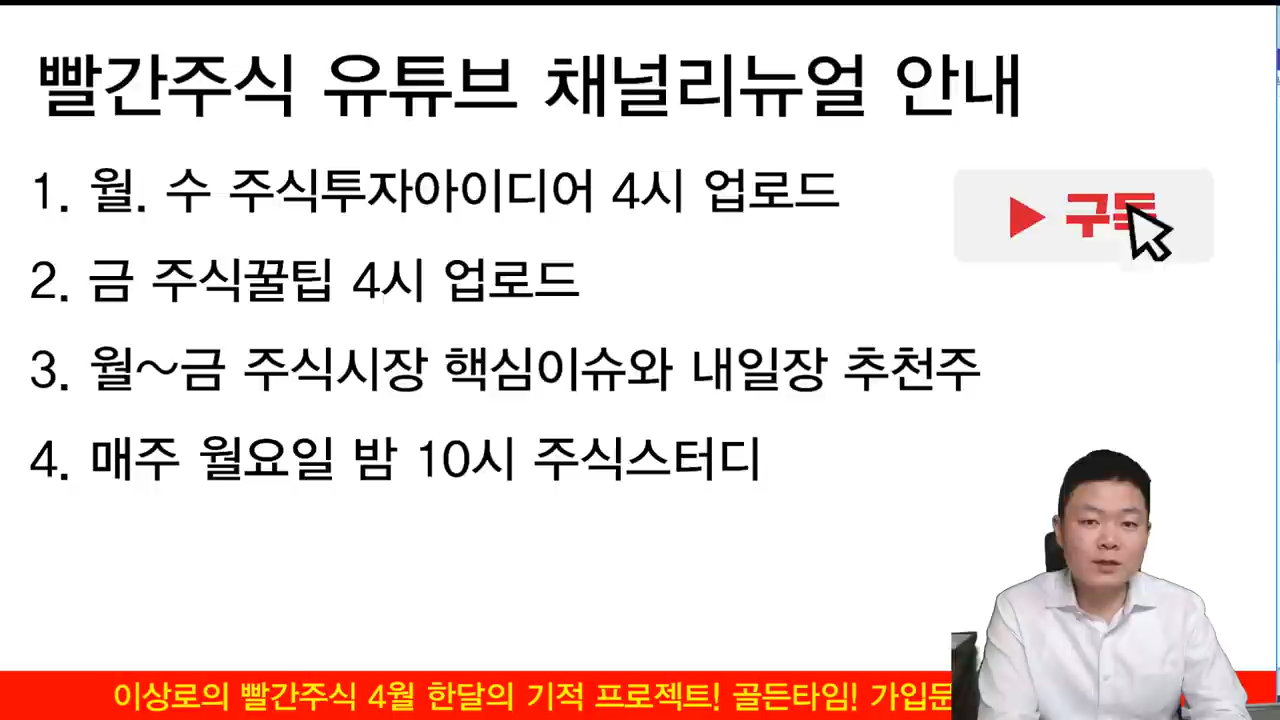 빨간주식 유튜브 채널리뉴얼 안내
1. 월. 수 주식투자아이디어 4시 업로드
구독
2. 금 주식꿀팁 4시 업로드
3. 월~금 주식시장 핵심이슈와 내일장 추천주
4. 매주 월요일 밤 10시 주식스터디
이상로의 빨간주식 4월 한달의 기적 프로젝트! 골든타임! 가입문